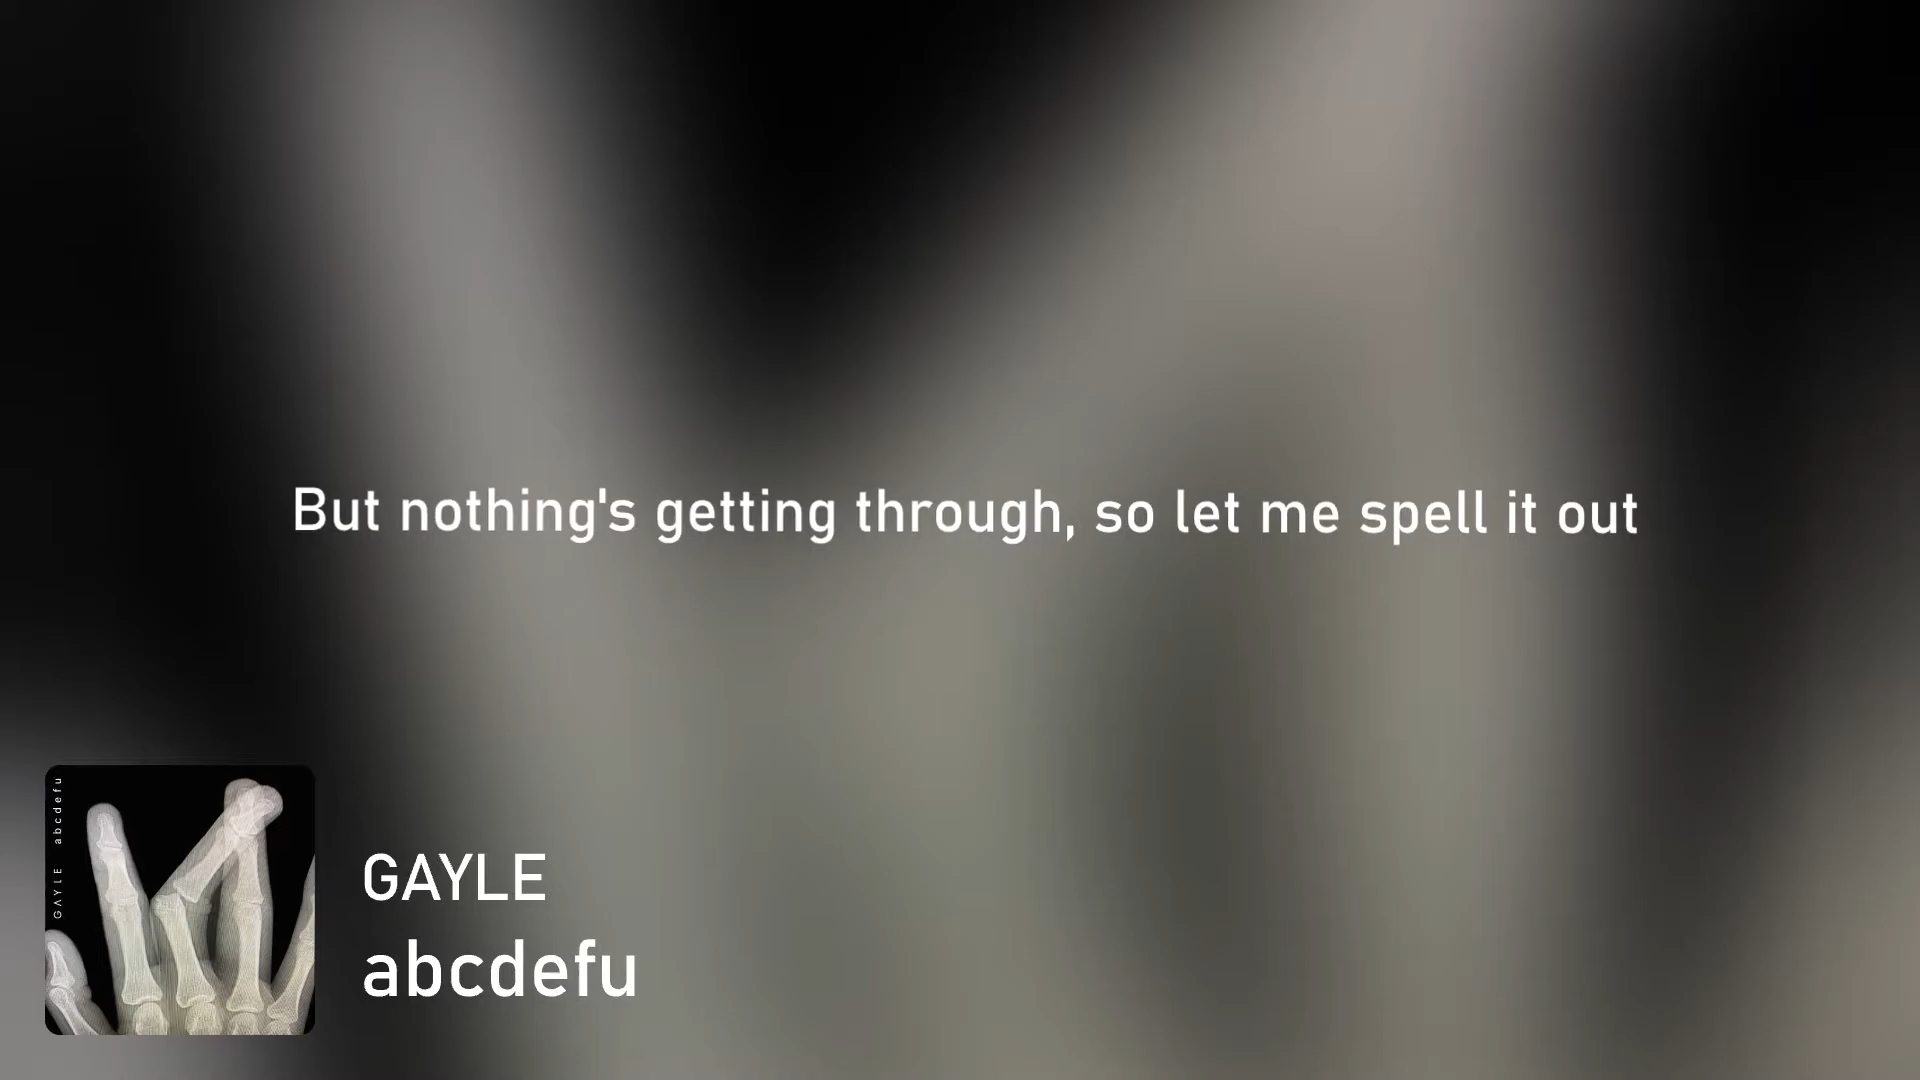 But nothing's getting through, so let me spell it out
GAYLE abcdefu
GAYLE
abcdefu